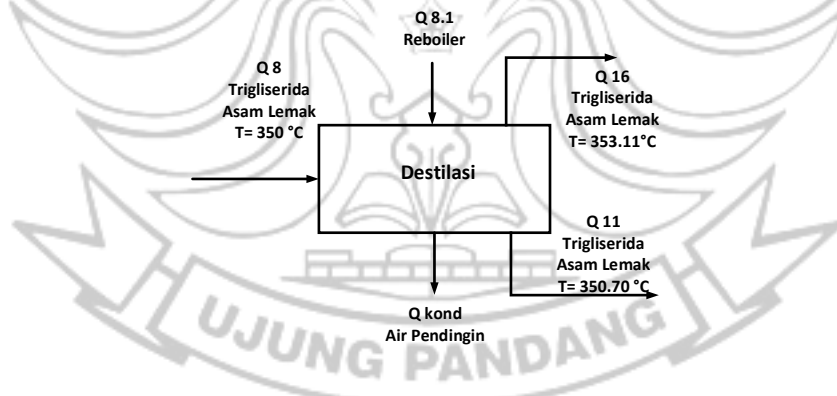 Q 8.1
Reboiler
Q 8
Trigliserida
Asam Lemak
T= 350 °C
Q 16
Trigliserida
Asam Lemak
T= 353.11°C
Destilasi
Q 11
Trigliserida
Asam Lemak
T= 350.70 °C
Q kond
Air Pendingin
UJUNG PANDANG